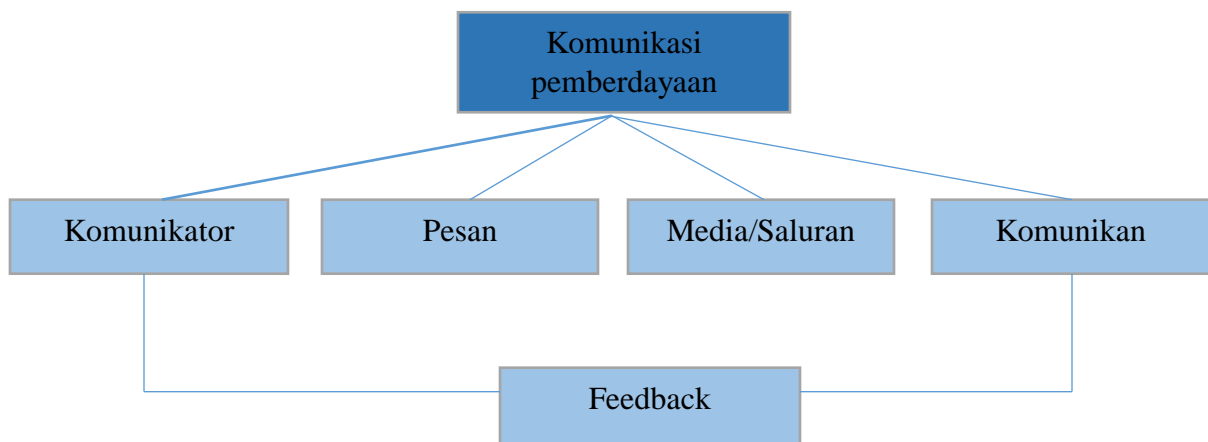 Komunikasi
pemberdayaan
Komunikator
Pesan
Media/Saluran
Komunikan
Feedback